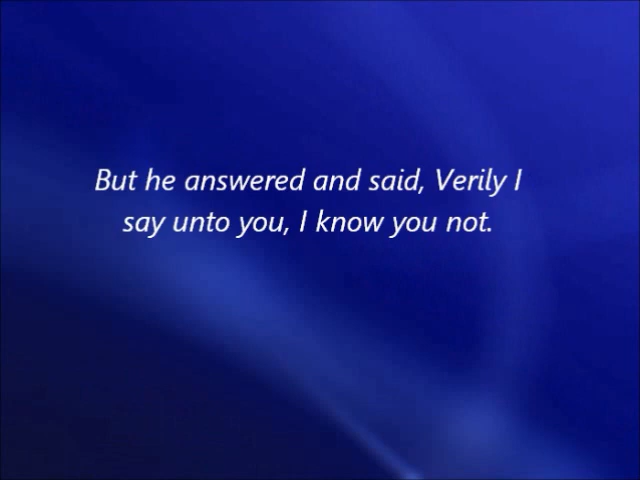 But he answered and said, Verily I
say unto you, I know you not.